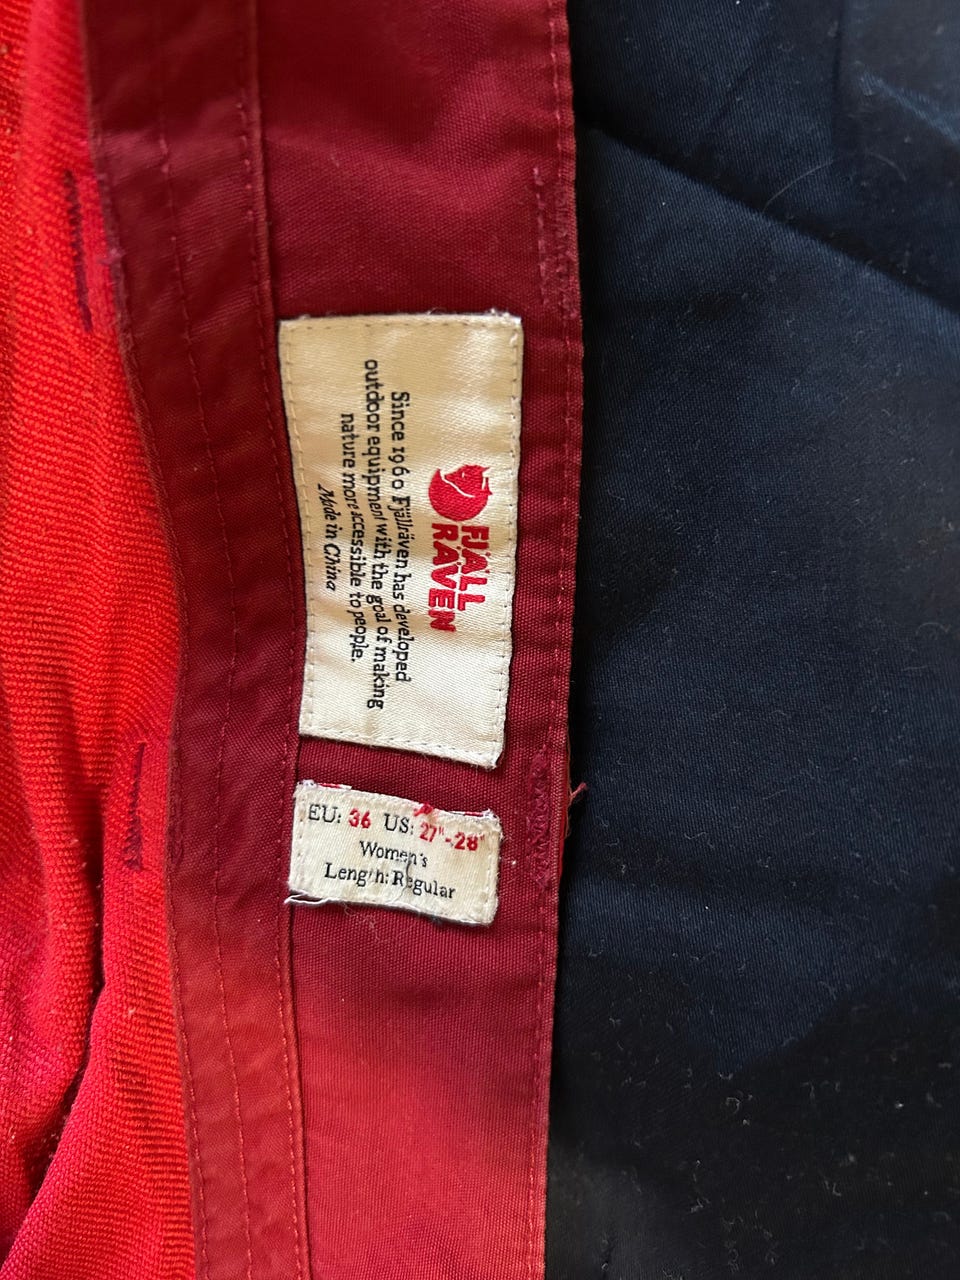 FJÄLL
RÄVEN
Since 1960 Fjällräven has developed
outdoor equipment with the goal of making
nature more accessible to people.
Made in China
EU: 36 US: 27"-28"
Women's
Length: Regular